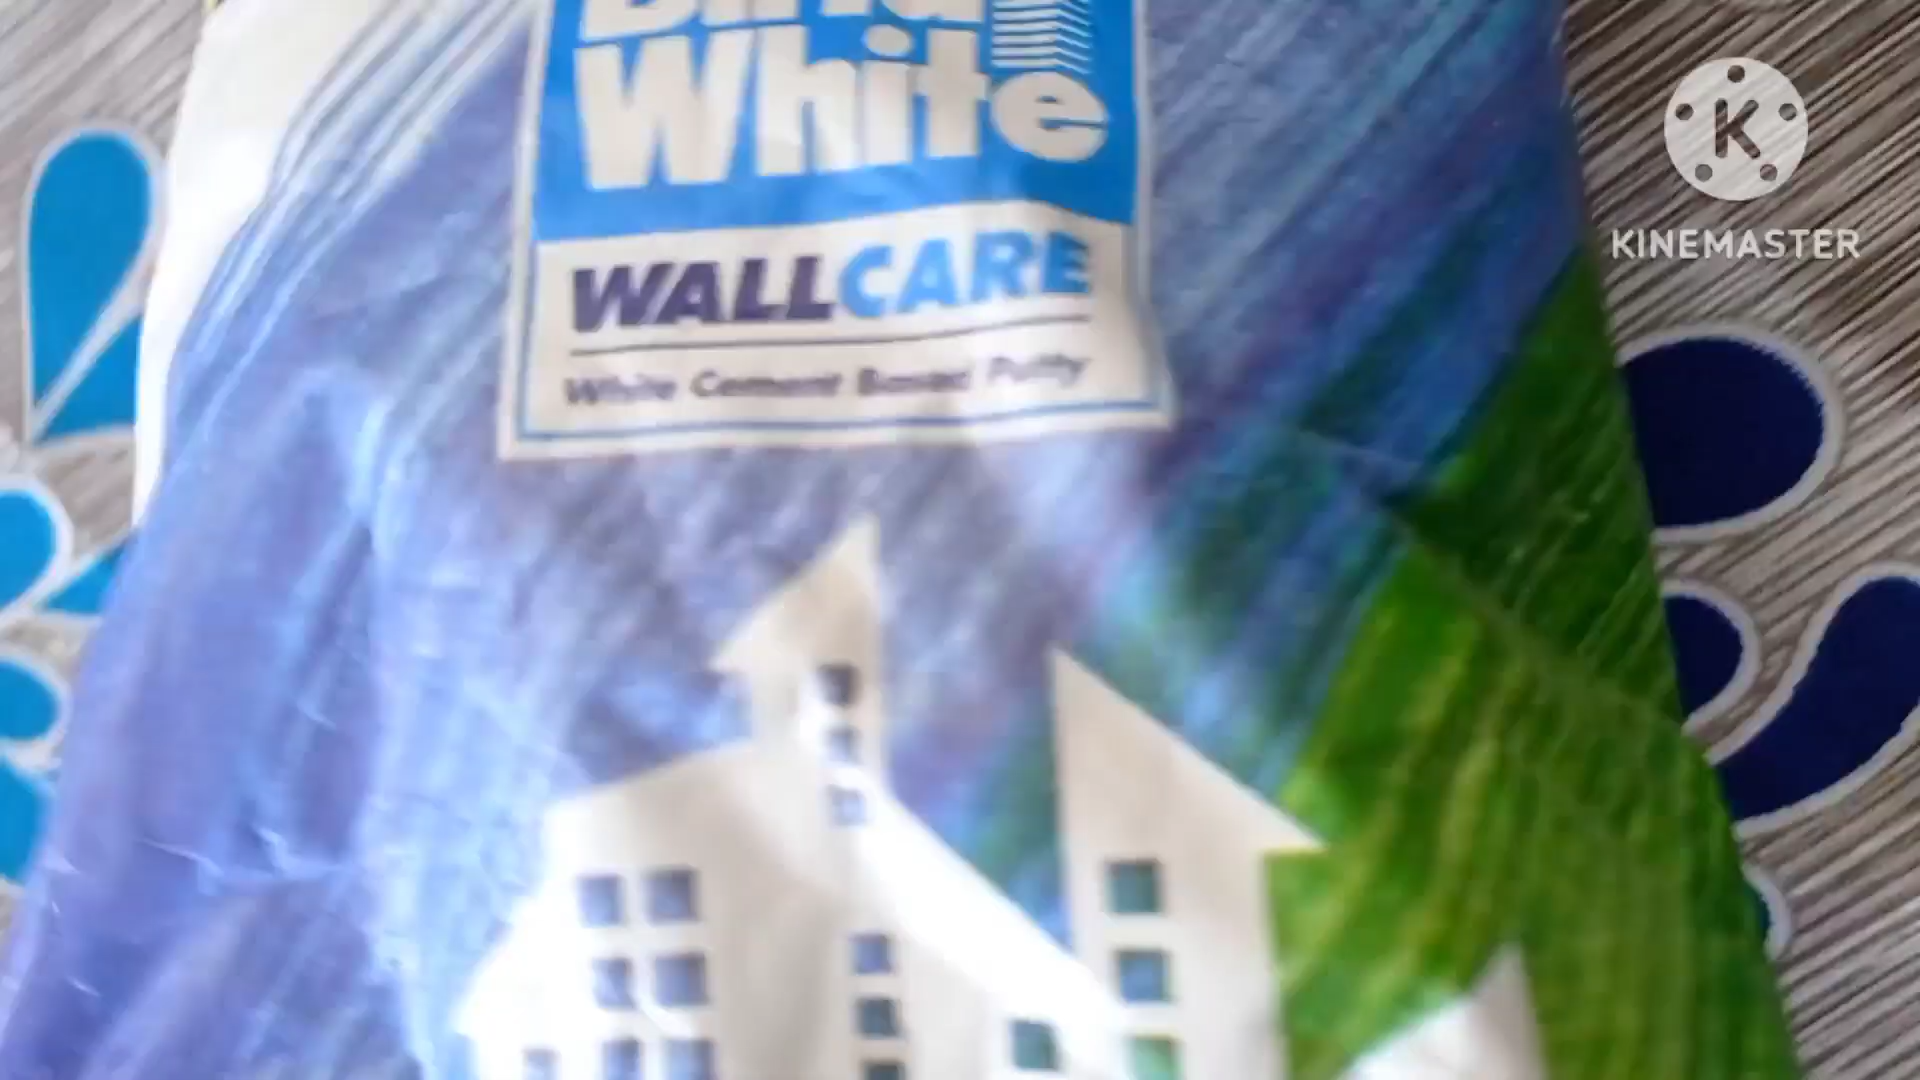 White
WALLCARE
White Cement Based Putty
K
KINEMASTER